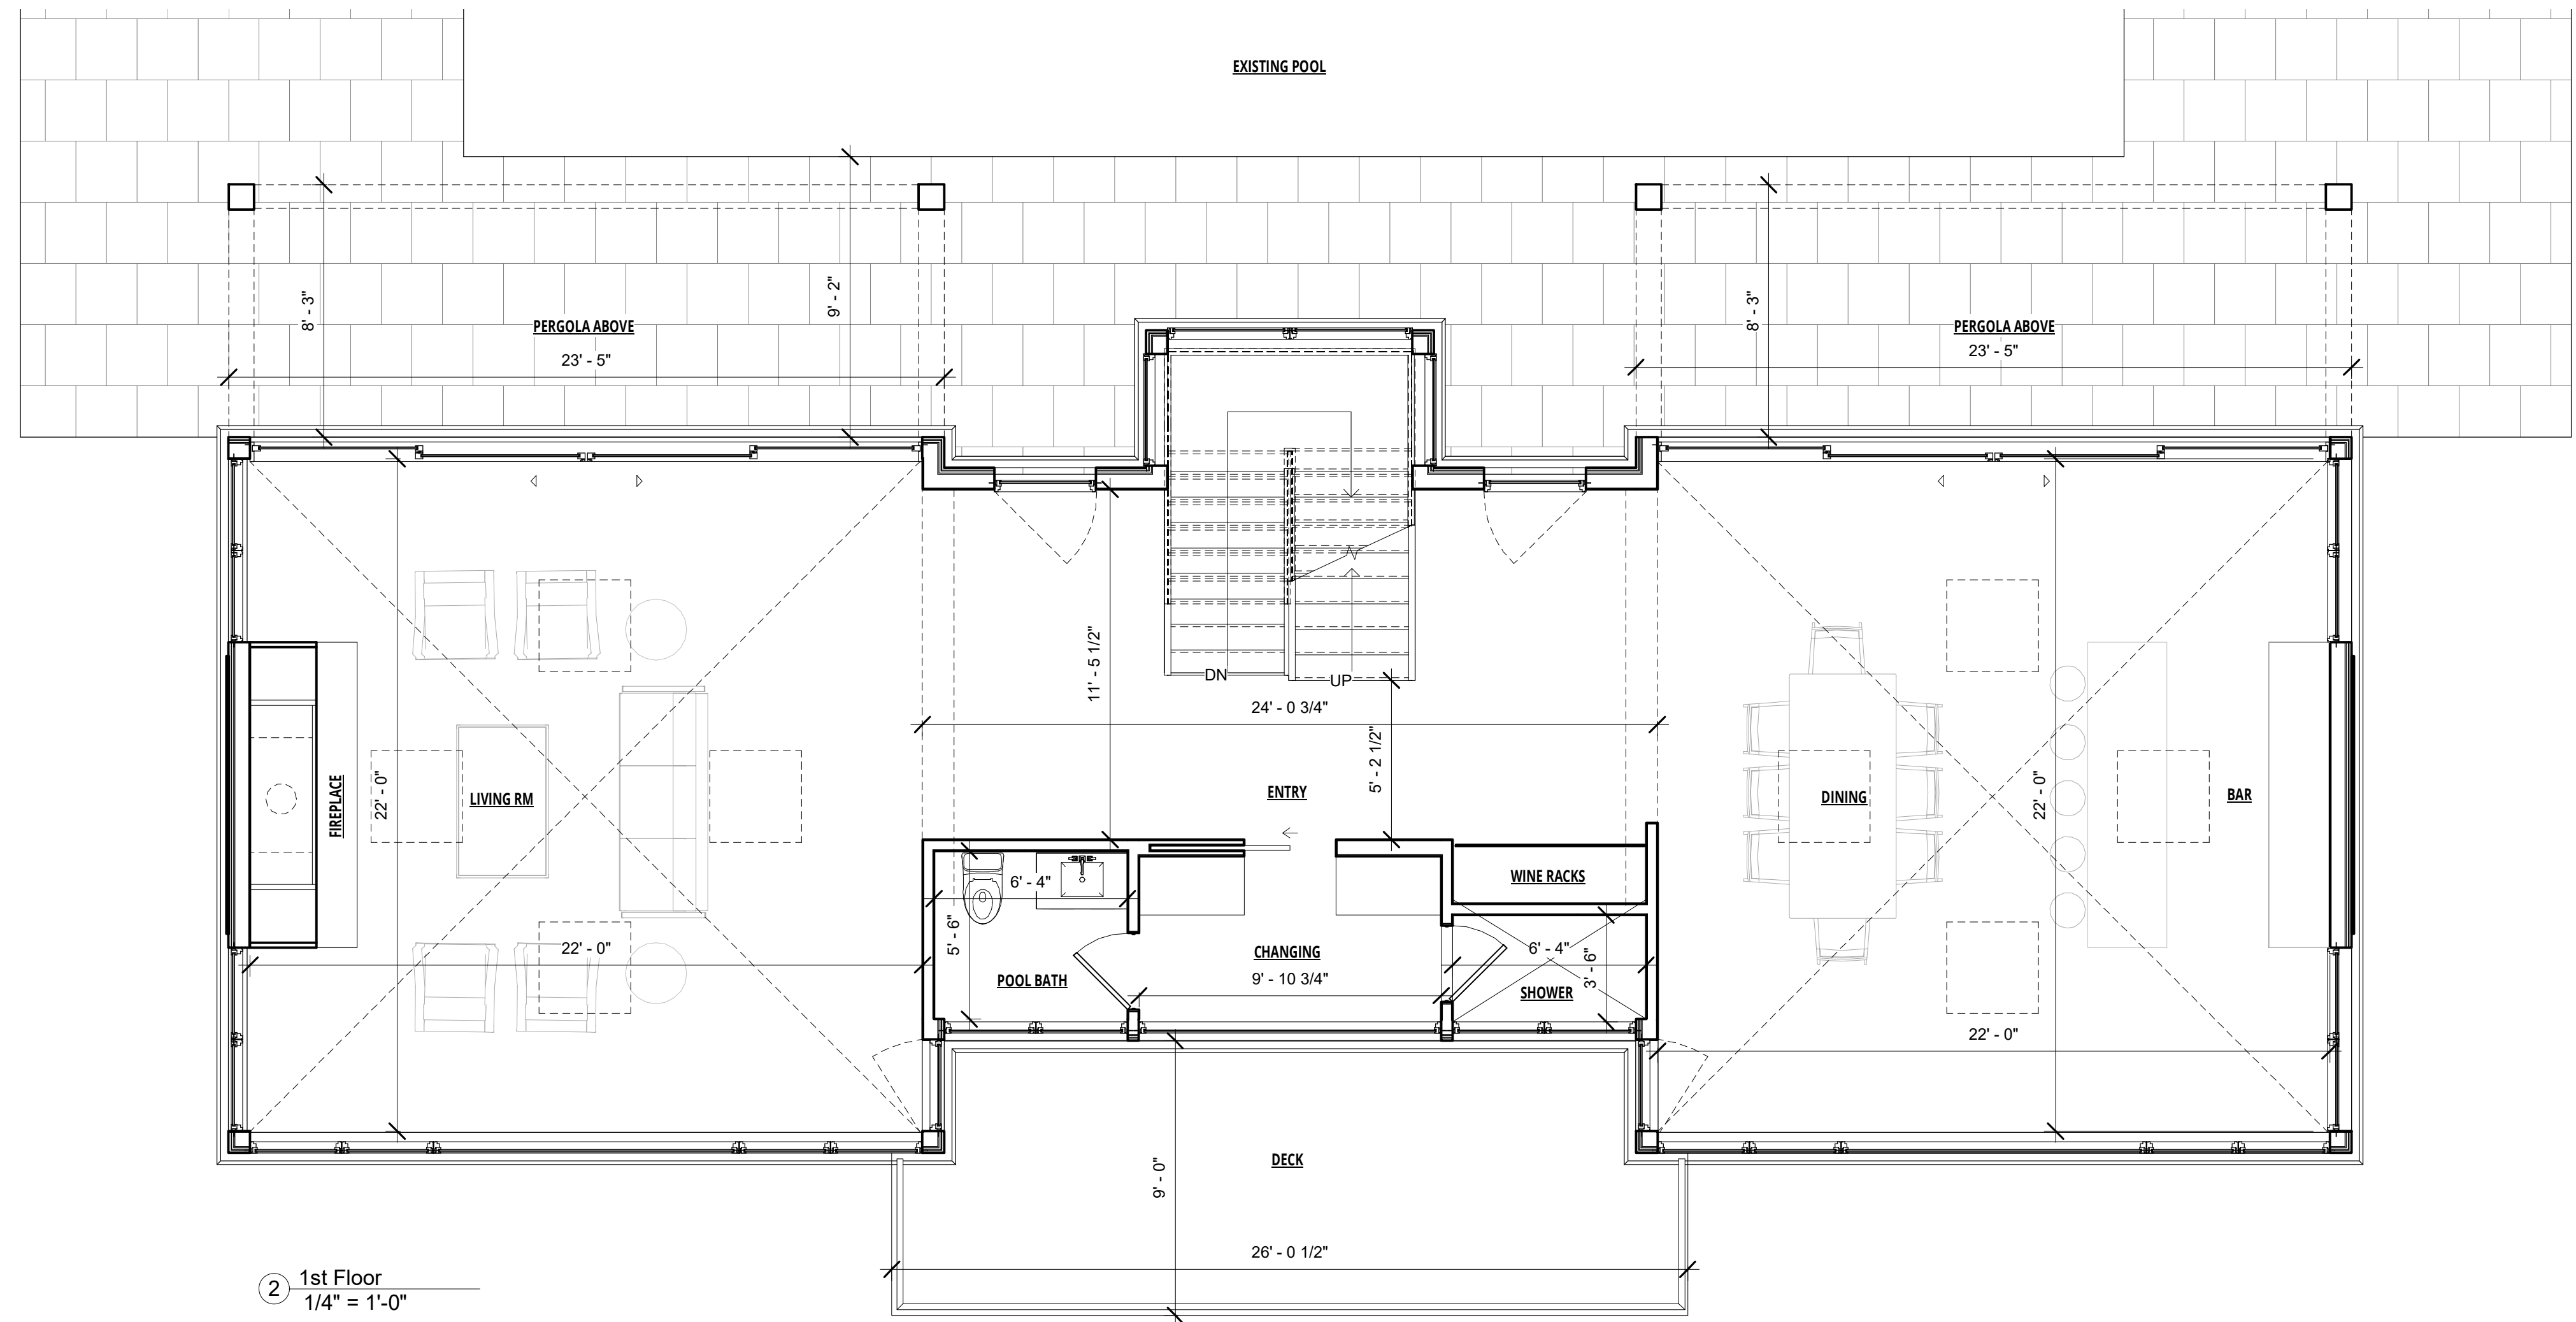 EXISTING POOL
8' - 3"
9' - 2"
8' - 3"
PERGOLA ABOVE
23' - 5"
PERGOLA ABOVE
23' - 5"
11' - 5 1/2"
DN
UP
24' - 0 3/4"
5' - 2 1/2"
FIREPLACE
22' - 0"
LIVING RM
ENTRY
DINING
22' - 0"
BAR
6' - 4"
WINE RACKS
5' - 6"
22' - 0"
POOL BATH
CHANGING
9' - 10 3/4"
6' - 4"
3' - 6"
SHOWER
22' - 0"
DECK
9' - 0"
26' - 0 1/2"
2
1st Floor
1/4" = 1'-0"